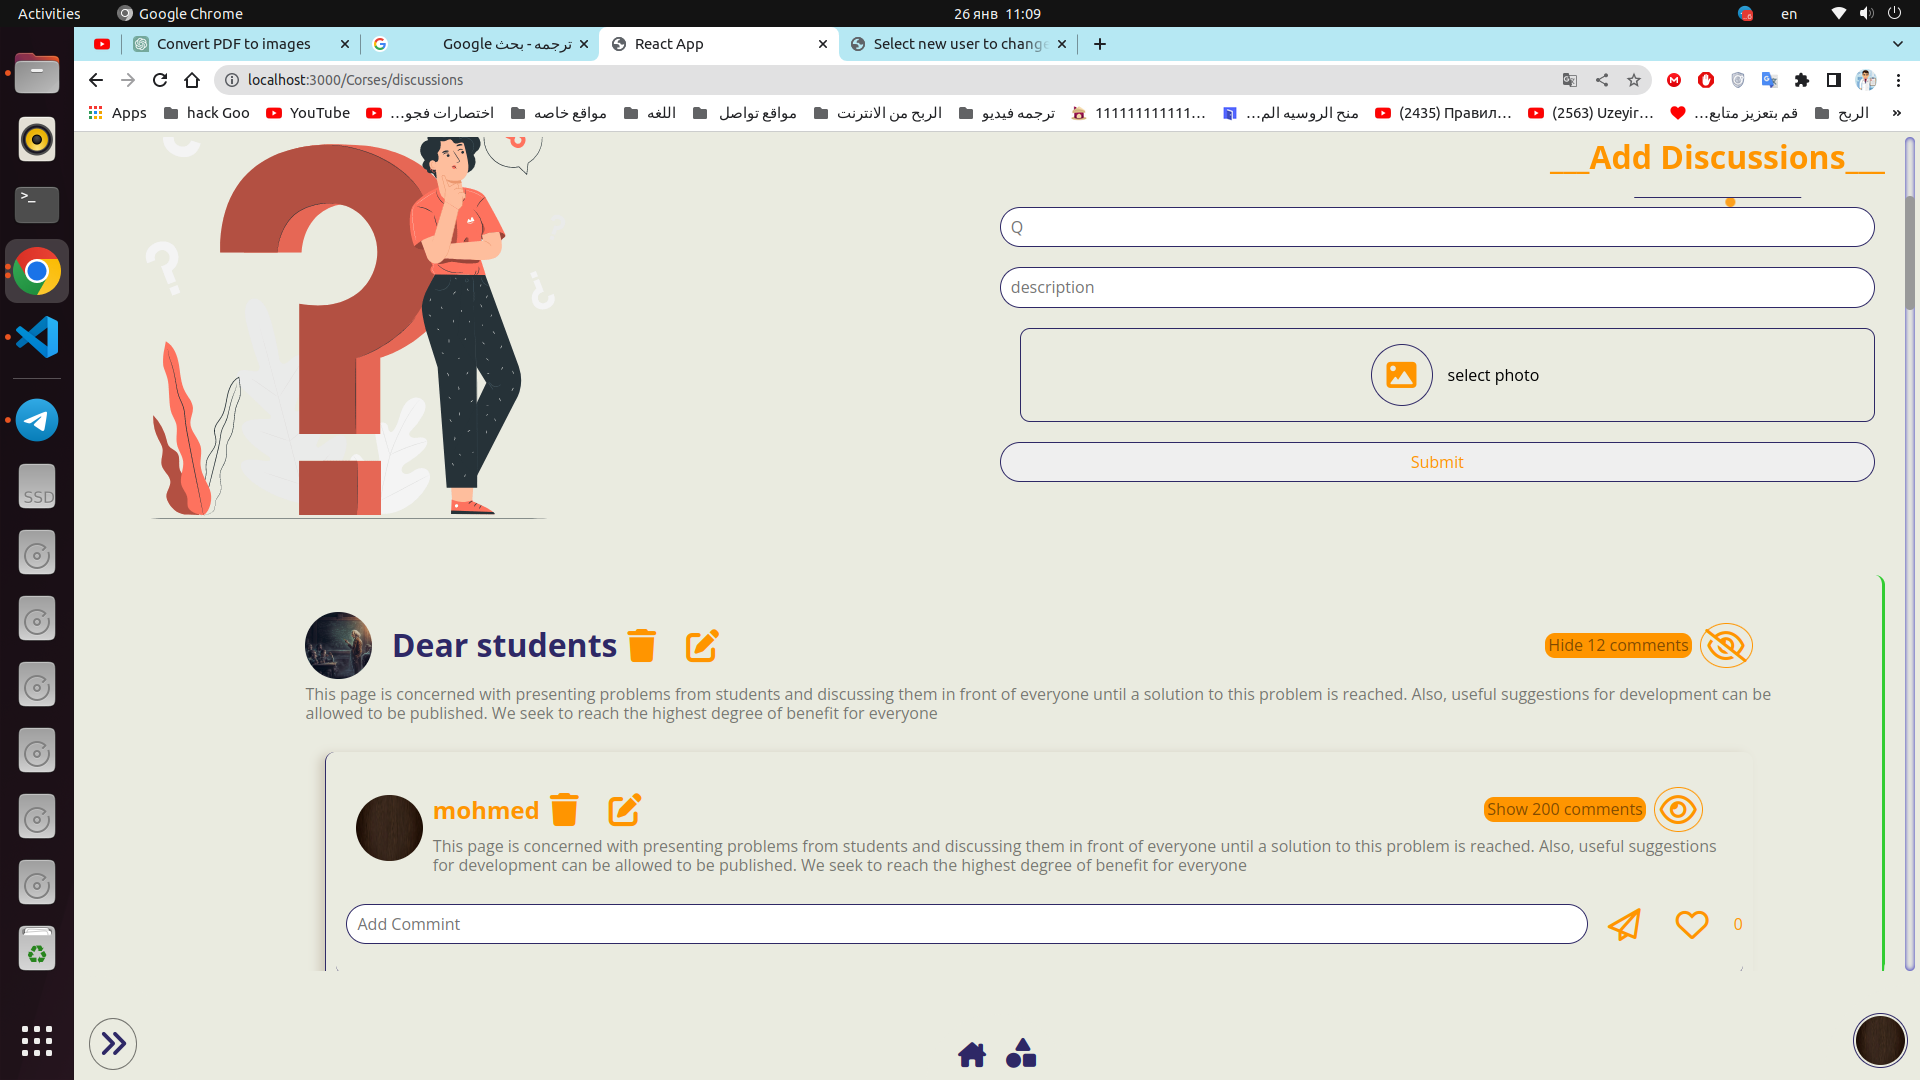 Activities
Google Chrome
26 янв 11:09
en
Convert PDF to images
ترجمه - بحث Google
React App
Select new user to change
localhost:3000/Corses/discussions
Apps
hack Goo
YouTube
اختصارات فجو...
مواقع خاصه
اللغه
مواقع تواصل
الربح من الانترنت
ترجمه فيديو
111111111111...
منح الروسيه الم...
(2435) Правил...
(2563) Uzeyir...
قم بتعزيز متابع...
الربح
»
___Add Discussions___
Q
description
select photo
Submit
Dear students
Hide 12 comments
This page is concerned with presenting problems from students and discussing them in front of everyone until a solution to this problem is reached. Also, useful suggestions for development can be
allowed to be published. We seek to reach the highest degree of benefit for everyone
mohmed
Show 200 comments
This page is concerned with presenting problems from students and discussing them in front of everyone until a solution to this problem is reached. Also, useful suggestions
for development can be allowed to be published. We seek to reach the highest degree of benefit for everyone
Add Commint
0
SSD